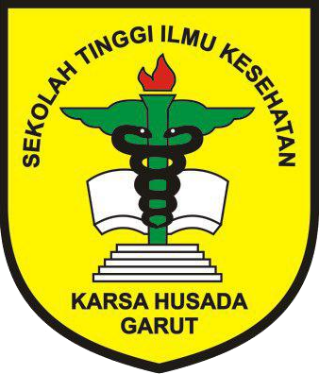 SEKOLAH TINGGI ILMU KESEHATAN
KARSA HUSADA
GARUT